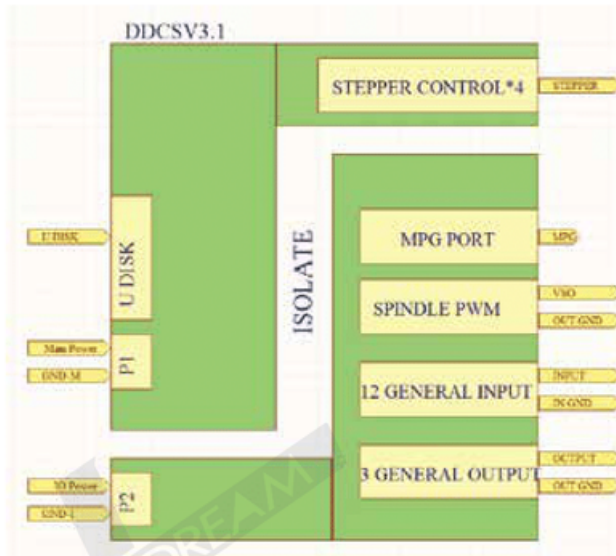 DDCSV3.1
STEPPER CONTROL*4
STEPPER
U DISK
U DISK
ISOLATE
MPG PORT
MPG
SPINDLE PWM
VSO
OUT GND
Main Power
GND-M
P1
12 GENERAL INPUT
INPUT
IN GND
IO Power
GND-I
P2
3 GENERAL OUTPUT
OUTPUT
OUT GND
DREAM